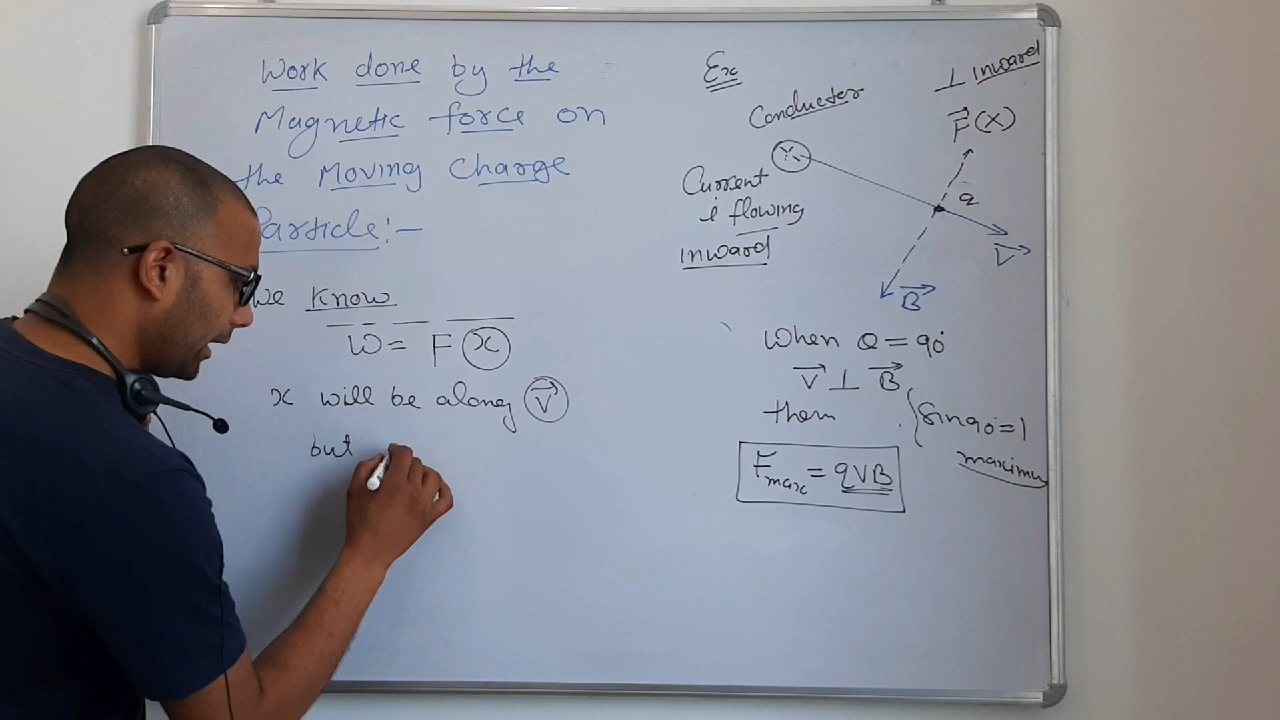 Work done by the
Magnetic force on
the Moving Charge
Particle:-
We Know
W = F x
x will be along V
but
Ex
Conductor
Current
i flowing
inward
⊥ inward
F (X)
q
V
B
When Q = 90°
V ⊥ B
them
{Sin90°=1
maximum
Fmax = qVB